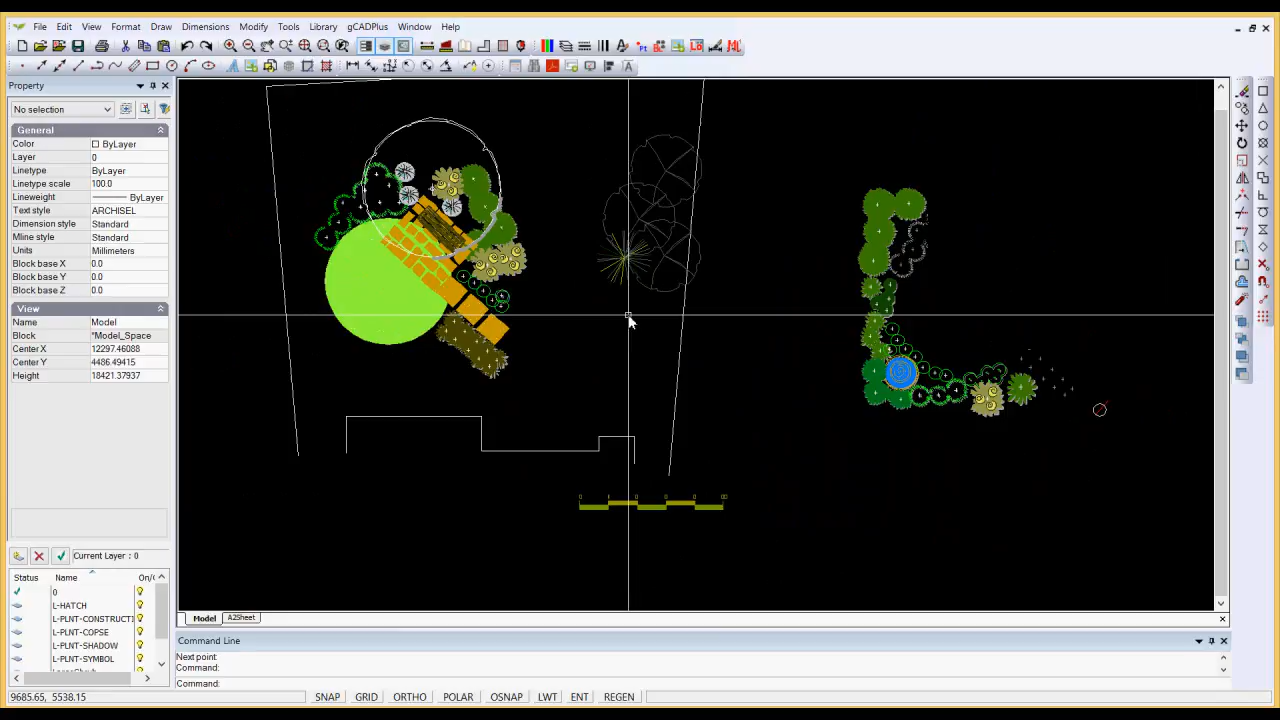 File Edit View Format Draw Dimensions Modify Tools Library gCADPlus Window Help
Property
No selection
General
Color ByLayer
Layer 0
Linetype ByLayer
Linetype scale 100.0
Lineweight ByLayer
Text style ARCHISEL
Dimension style Standard
Mline style Standard
Units Millimeters
Block base X 0.0
Block base Y 0.0
Block base Z 0.0
View
Name Model
Block *Model_Space
Center X 12297.46088
Center Y 4486.49415
Height 18421.37937
Current Layer : 0
Status Name On/(
0
L-HATCH
L-PLNT-CONSTRUCTI
L-PLNT-COPSE
L-PLNT-SHADOW
L-PLNT-SYMBOL
Model A2Sheet
Command Line
Next point:
Command:
Command:
9685.65, 5538.15 SNAP GRID ORTHO POLAR OSNAP LWT ENT REGEN